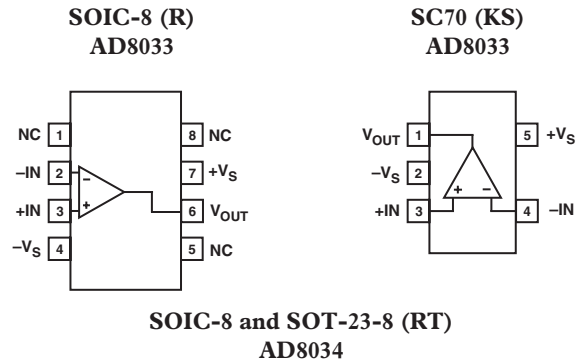 SOIC-8 (R)
AD8033
NC 1
8 NC
–IN 2
7 +VS
+IN 3
6 VOUT
–VS 4
5 NC
–
+
SC70 (KS)
AD8033
VOUT 1
5 +VS
–VS 2
+IN 3
4 –IN
+ –
SOIC-8 and SOT-23-8 (RT)
AD8034